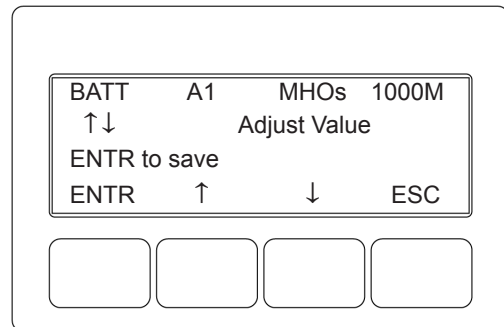 BATT A1 MHOs 1000M
↑↓ Adjust Value
ENTR to save
ENTR ↑ ↓ ESC